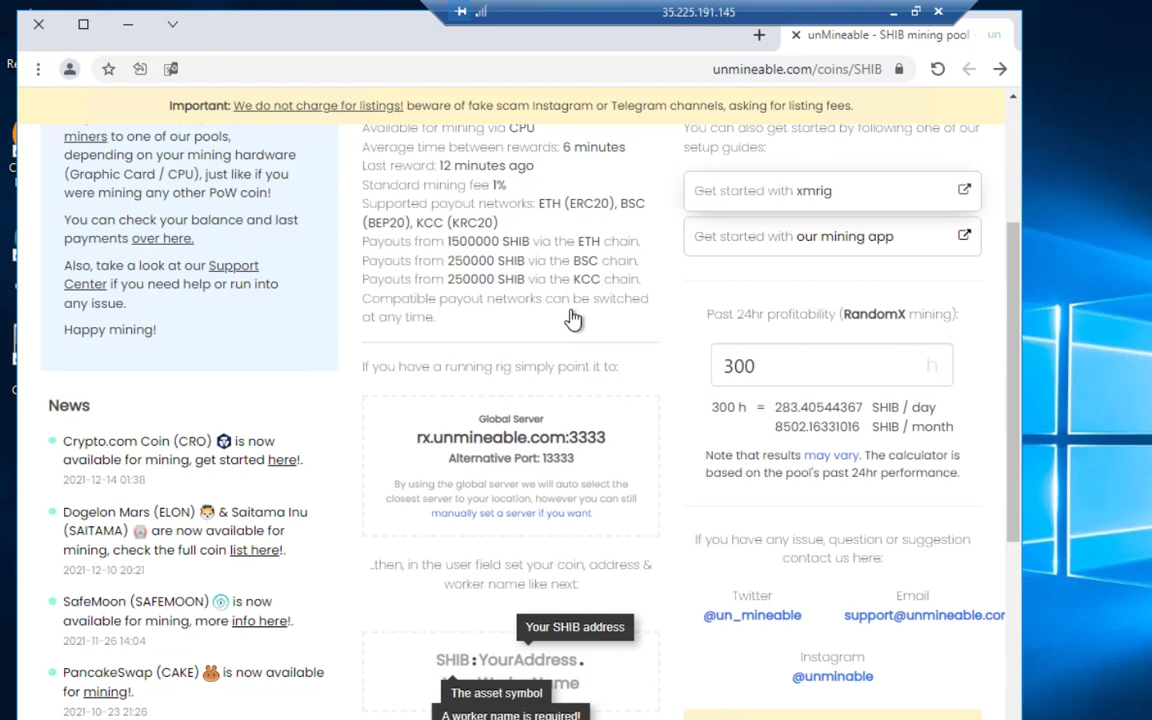 35.225.191.145
unMineable - SHIB mining pool
un
unmineable.com/coins/SHIB
Important: We do not charge for listings! beware of fake scam Instagram or Telegram channels, asking for listing fees.
miners to one of our pools,
depending on your mining hardware
(Graphic Card / CPU), just like if you
were mining any other PoW coin!
You can check your balance and last
payments over here.
Also, take a look at our Support
Center if you need help or run into
any issue.
Happy mining!
News
Crypto.com Coin (CRO) is now
available for mining, get started here!.
2021-12-14 01:38
Dogelon Mars (ELON) & Saitama Inu
(SAITAMA) are now available for
mining, check the full coin list here!.
2021-12-10 20:21
SafeMoon (SAFEMOON) is now
available for mining, more info here!.
2021-11-26 14:04
PancakeSwap (CAKE) is now available
for mining!.
2021-10-23 21:26
Available for mining via CPU
Average time between rewards: 6 minutes
Last reward: 12 minutes ago
Standard mining fee 1%
Supported payout networks: ETH (ERC20), BSC
(BEP20), KCC (KRC20)
Payouts from 1500000 SHIB via the ETH chain.
Payouts from 250000 SHIB via the BSC chain.
Payouts from 250000 SHIB via the KCC chain.
Compatible payout networks can be switched
at any time.
If you have a running rig simply point it to:
Global Server
rx.unmineable.com:3333
Alternative Port: 13333
By using the global server we will auto select the
closest server to your location, however you can still
manually set a server if you want
..then, in the user field set your coin, address &
worker name like next:
Your SHIB address
SHIB:YourAddress.
The asset symbol
A worker name is required!
You can also get started by following one of our
setup guides:
Get started with xmrig
Get started with our mining app
Past 24hr profitability (RandomX mining):
300 h
300 h = 283.40544367 SHIB / day
8502.16331016 SHIB / month
Note that results may vary. The calculator is
based on the pool's past 24hr performance.
If you have any issue, question or suggestion
contact us here:
Twitter
@un_mineable
Email
support@unmineable.cor
Instagram
@unminable